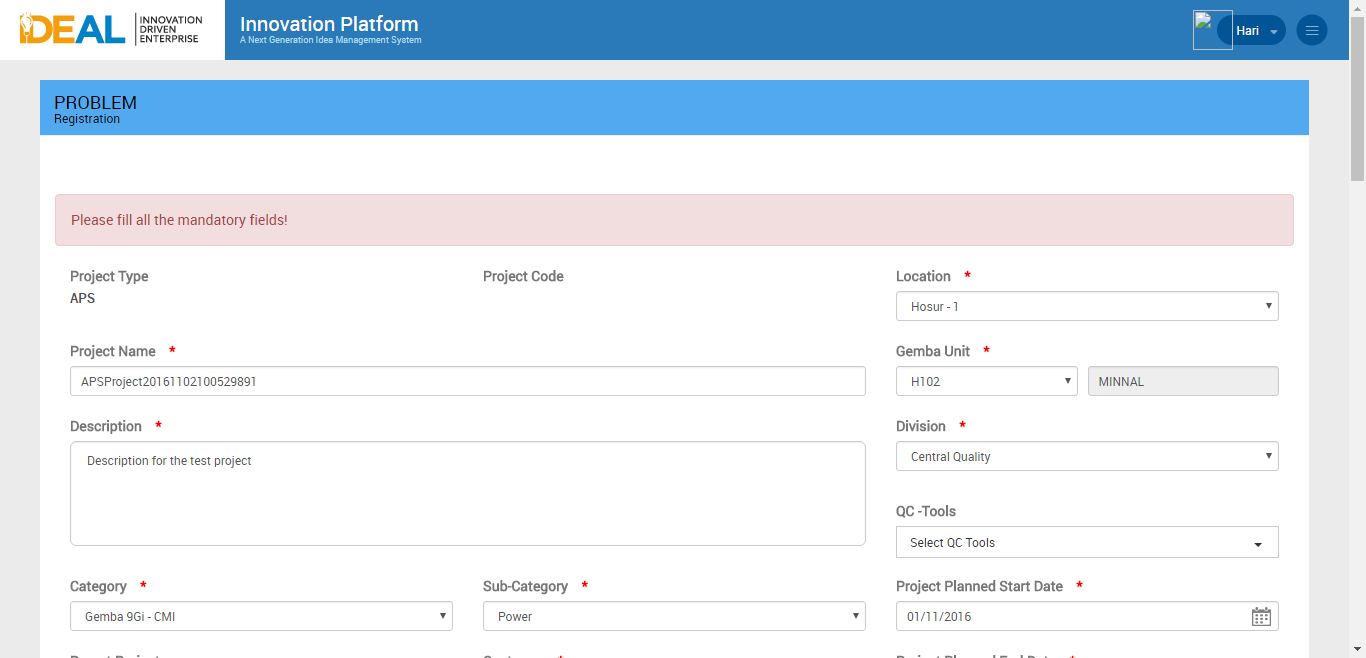 IDEAL
INNOVATION
DRIVEN
ENTERPRISE
Innovation Platform
A Next Generation Idea Management System
Hari
PROBLEM
Registration
Please fill all the mandatory fields!
Project Type
APS
Project Code
Location *
Hosur - 1
Project Name *
APSProject20161102100529891
Gemba Unit *
H102
MINNAL
Description *
Description for the test project
Division *
Central Quality
QC -Tools
Select QC Tools
Category *
Gemba 9Gi - CMI
Sub-Category *
Power
Project Planned Start Date *
01/11/2016